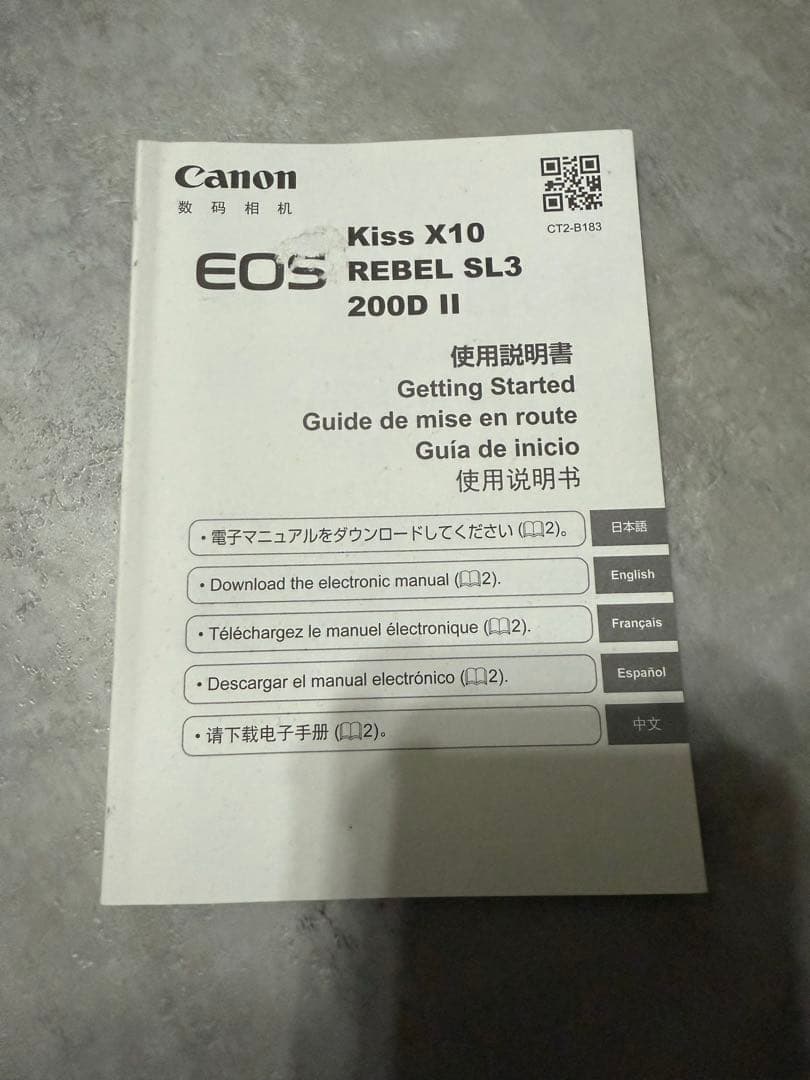 Canon
数码相机
CT2-B183
EOS
Kiss X10
REBEL SL3
200D II
使用説明書
Getting Started
Guide de mise en route
Guía de inicio
使用说明书
・電子マニュアルをダウンロードしてください (📖2)。 日本語
• Download the electronic manual (📖2). English
• Téléchargez le manuel électronique (📖2). Français
• Descargar el manual electrónico (📖2). Español
• 请下载电子手册 (📖2)。 中文